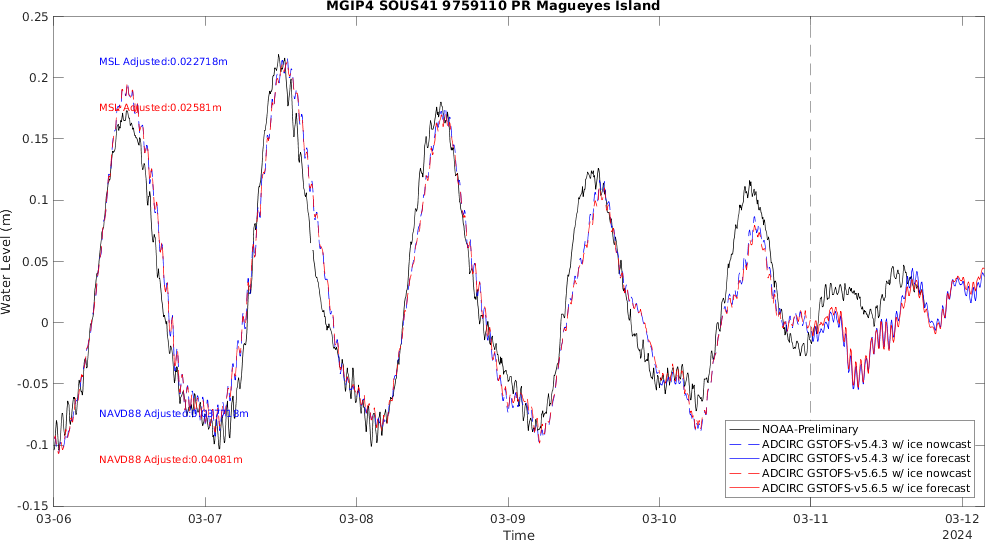 MGIP4 SOUS41 9759110 PR Magueyes Island
0.25
0.2
0.15
0.1
0.05
0
-0.05
-0.1
-0.15
Water Level (m)
MSL Adjusted:0.022718m
MSL Adjusted:0.02581m
NAVD88 Adjusted:0.037718m
NAVD88 Adjusted:0.04081m
NOAA-Preliminary
ADCIRC GSTOFS-v5.4.3 w/ ice nowcast
ADCIRC GSTOFS-v5.4.3 w/ ice forecast
ADCIRC GSTOFS-v5.6.5 w/ ice nowcast
ADCIRC GSTOFS-v5.6.5 w/ ice forecast
03-06 03-07 03-08 03-09 03-10 03-11 03-12
Time
2024